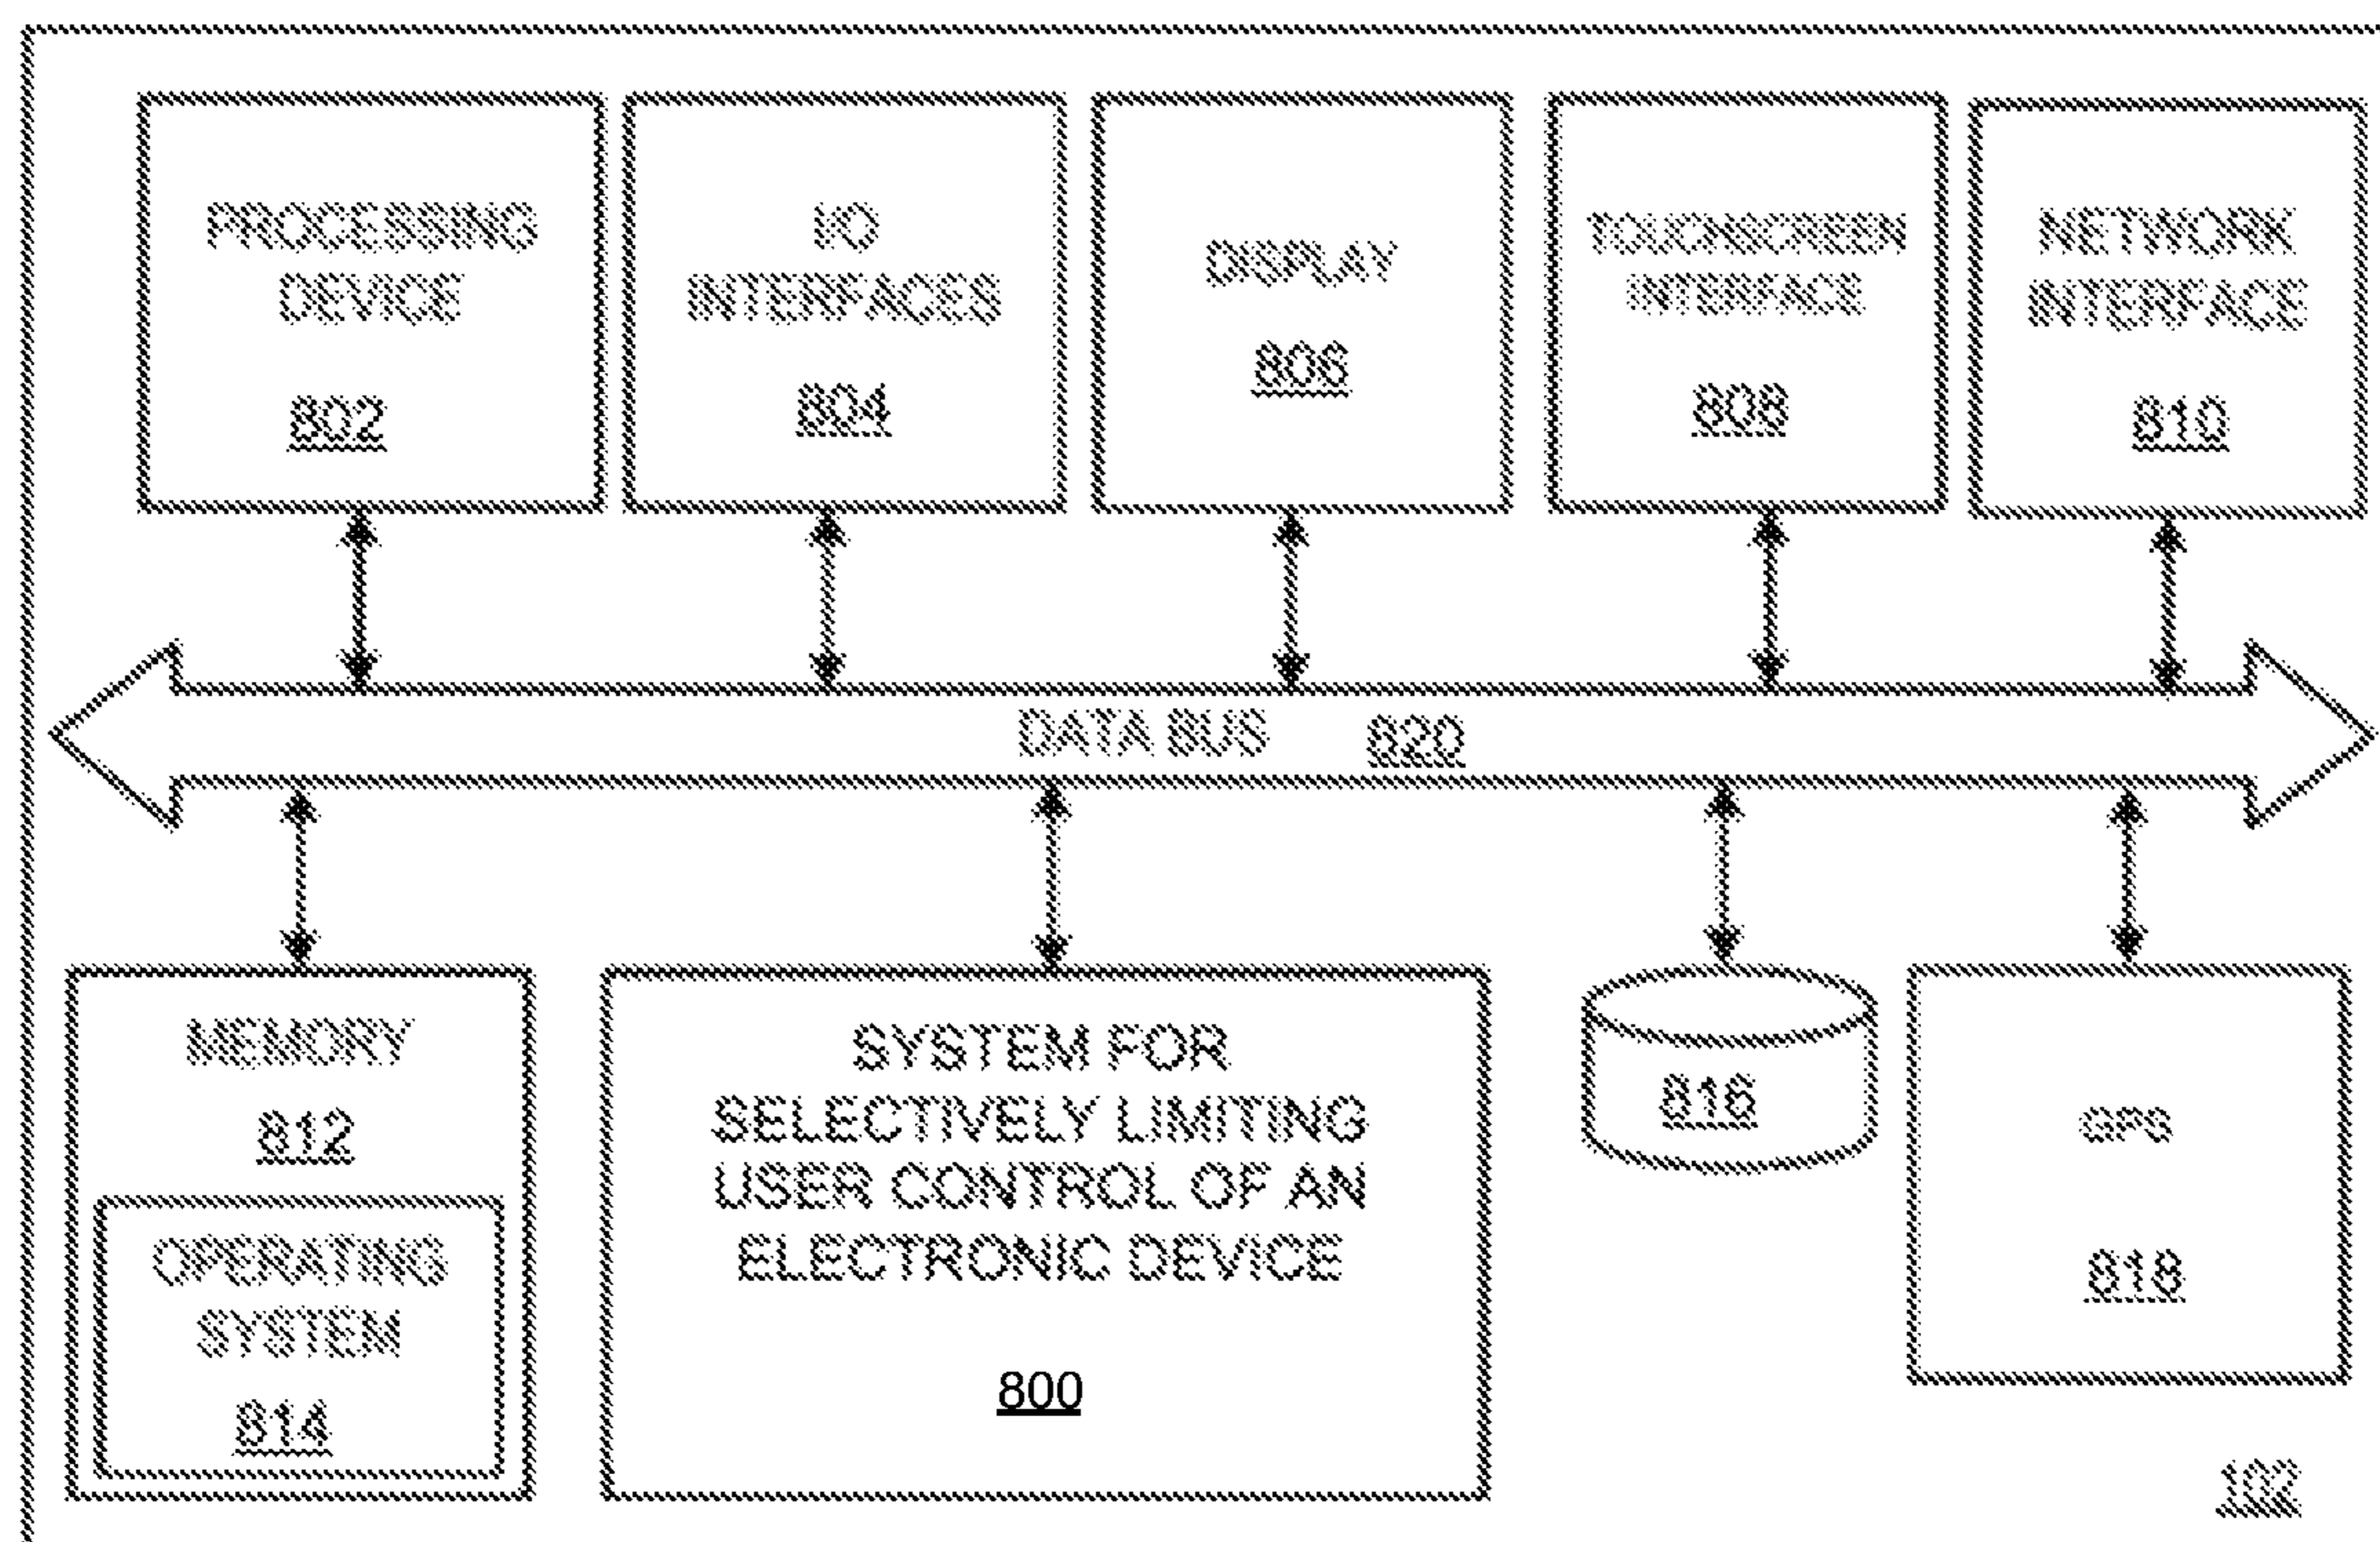 PROCESSING
DEVICE
802
I/O
INTERFACES
804
DISPLAY
806
TOUCHSCREEN
INTERFACE
808
NETWORK
INTERFACE
810
DATA BUS 820
MEMORY
812
OPERATING
SYSTEM
814
SYSTEM FOR
SELECTIVELY LIMITING
USER CONTROL OF AN
ELECTRONIC DEVICE
800
816
GPS
818
102